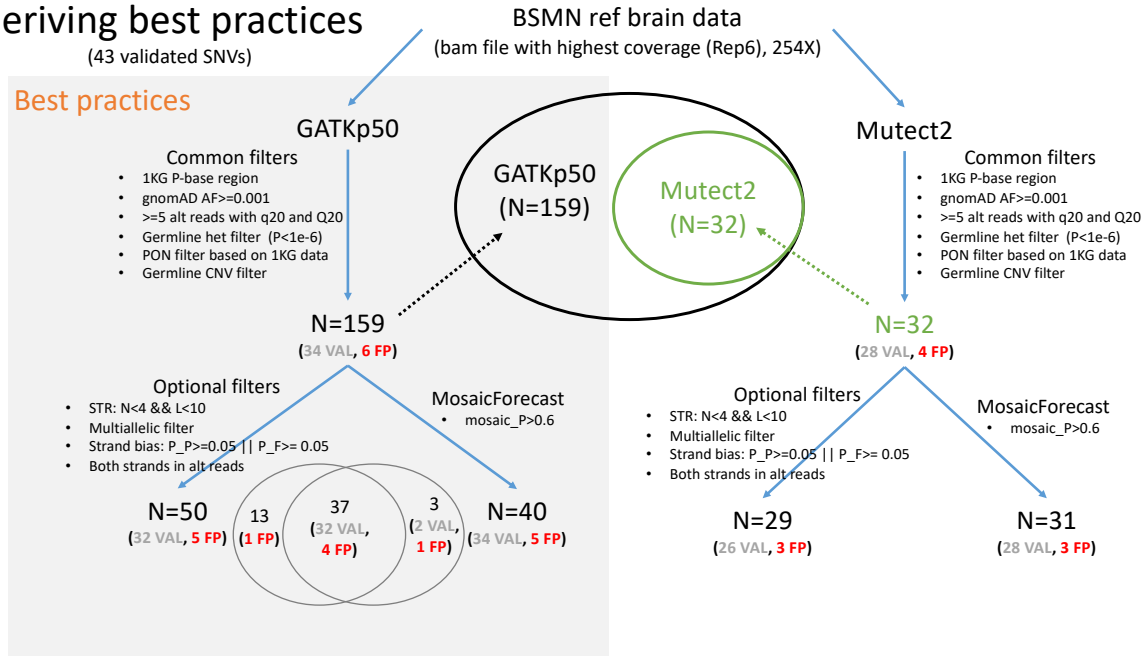 eriving best practices
(43 validated SNVs)
BSMN ref brain data
(bam file with highest coverage (Rep6), 254X)
Best practices
GATKp50
Common filters
• 1KG P-base region
• gnomAD AF>=0.001
• >=5 alt reads with q20 and Q20
• Germline het filter (P<1e-6)
• PON filter based on 1KG data
• Germline CNV filter
GATKp50
(N=159)
Mutect2
(N=32)
Mutect2
Common filters
• 1KG P-base region
• gnomAD AF>=0.001
• >=5 alt reads with q20 and Q20
• Germline het filter (P<1e-6)
• PON filter based on 1KG data
• Germline CNV filter
N=159
(34 VAL, 6 FP)
N=32
(28 VAL, 4 FP)
Optional filters
• STR: N<4 && L<10
• Multiallelic filter
• Strand bias: P_P>=0.05 || P_F>= 0.05
• Both strands in alt reads
MosaicForecast
• mosaic_P>0.6
Optional filters
• STR: N<4 && L<10
• Multiallelic filter
• Strand bias: P_P>=0.05 || P_F>= 0.05
• Both strands in alt reads
MosaicForecast
• mosaic_P>0.6
N=50
(32 VAL, 5 FP)
13
(1 FP)
37
(32 VAL,
4 FP)
3
(2 VAL,
1 FP)
N=40
(34 VAL, 5 FP)
N=29
(26 VAL, 3 FP)
N=31
(28 VAL, 3 FP)